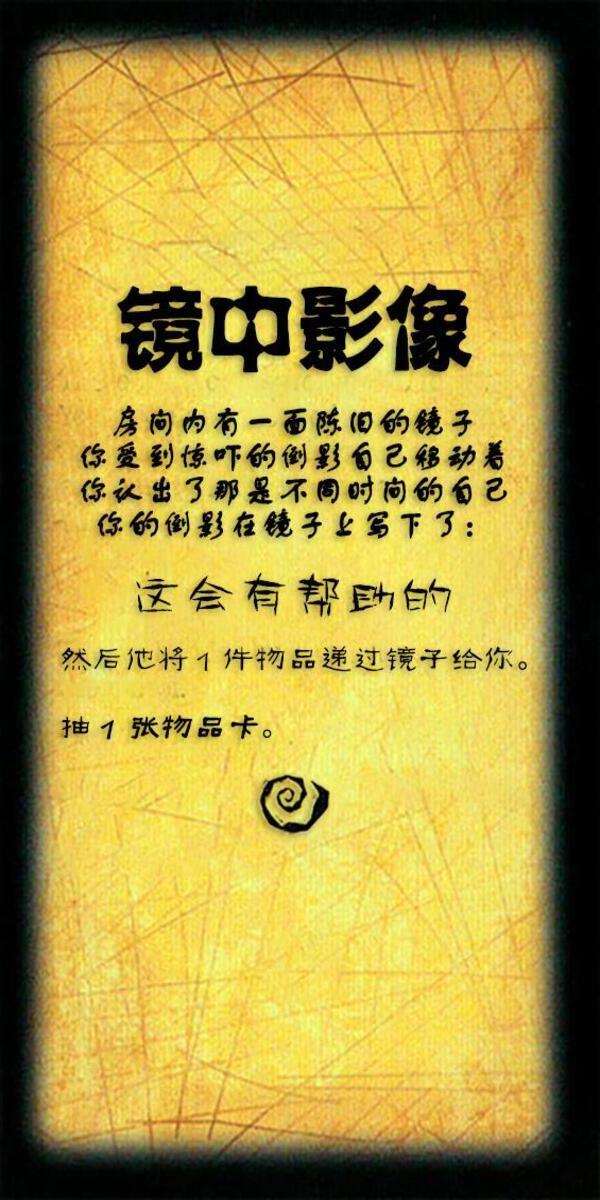 镜中影像
房间内有一面陈旧的镜子
你受到惊吓的倒影自己移动着
你认出了那是不同时间的自己
你的倒影在镜子上写下了：
这会有帮助的
然后他将1件物品递过镜子给你。
抽1张物品卡。